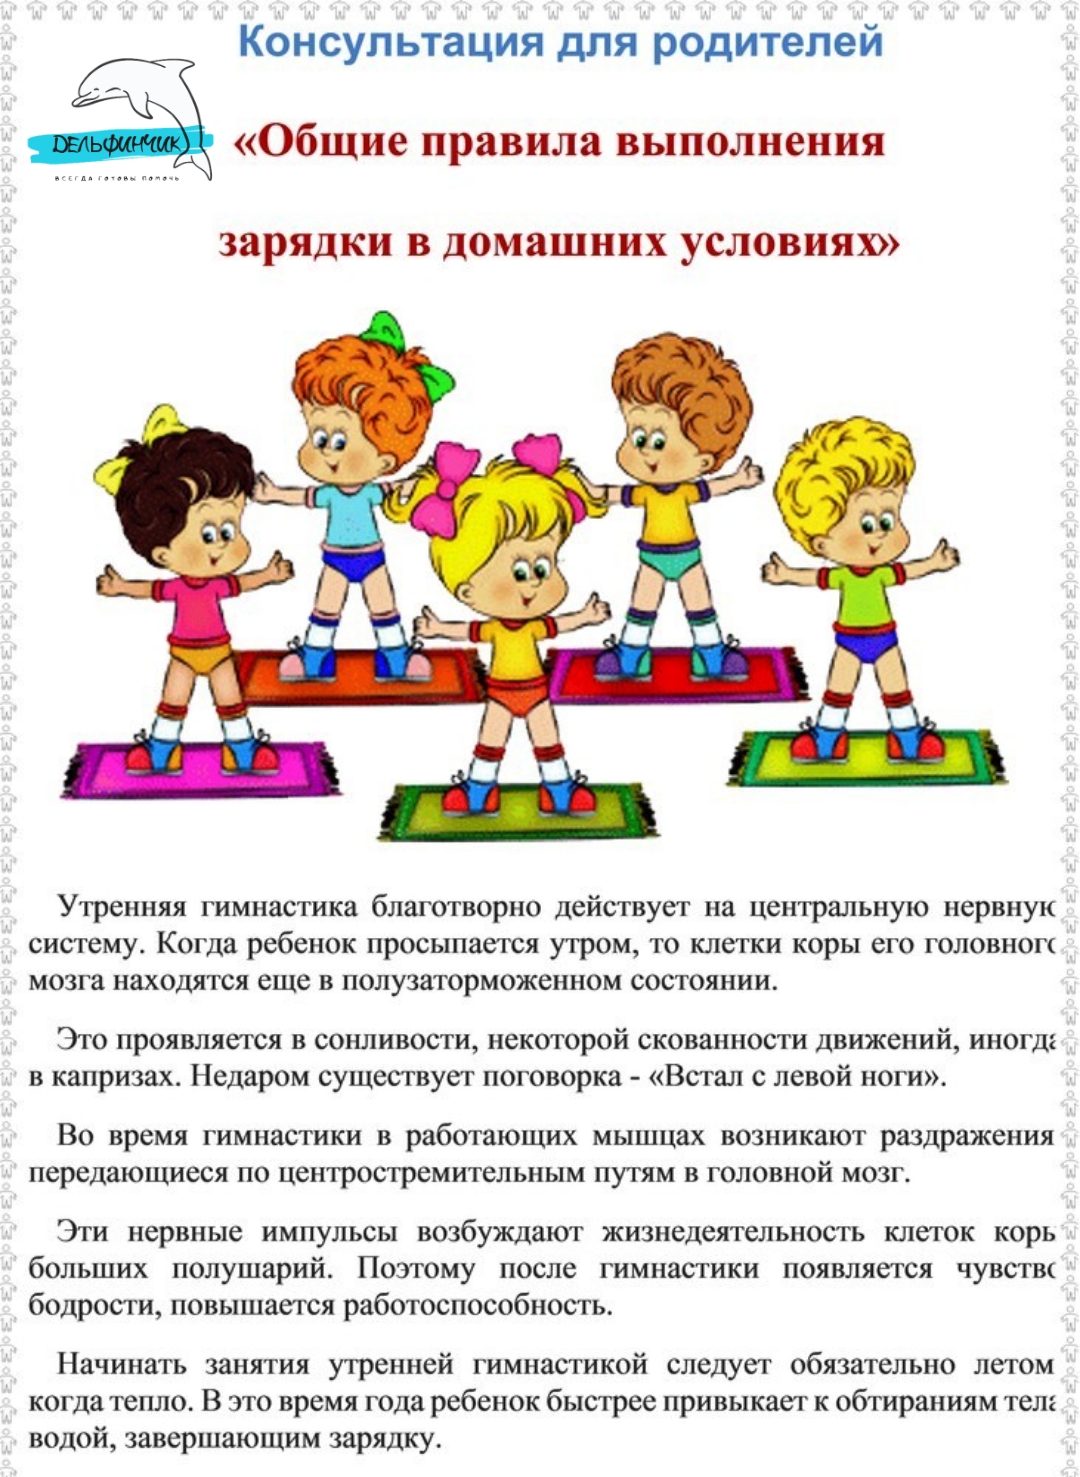 Консультация для родителей
ДЕЛЬФИНЧИК
ВСЕГДА ГОТОВЫ ПОМОЧЬ
«Общие правила выполнения
зарядки в домашних условиях»
Утренняя гимнастика благотворно действует на центральную нервную
систему. Когда ребенок просыпается утром, то клетки коры его головного
мозга находятся еще в полузаторможенном состоянии.
Это проявляется в сонливости, некоторой скованности движений, иногда
в капризах. Недаром существует поговорка - «Встал с левой ноги».
Во время гимнастики в работающих мышцах возникают раздражения
передающиеся по центростремительным путям в головной мозг.
Эти нервные импульсы возбуждают жизнедеятельность клеток коры
больших полушарий. Поэтому после гимнастики появляется чувство
бодрости, повышается работоспособность.
Начинать занятия утренней гимнастикой следует обязательно летом
когда тепло. В это время года ребенок быстрее привыкает к обтираниям тела
водой, завершающим зарядку.